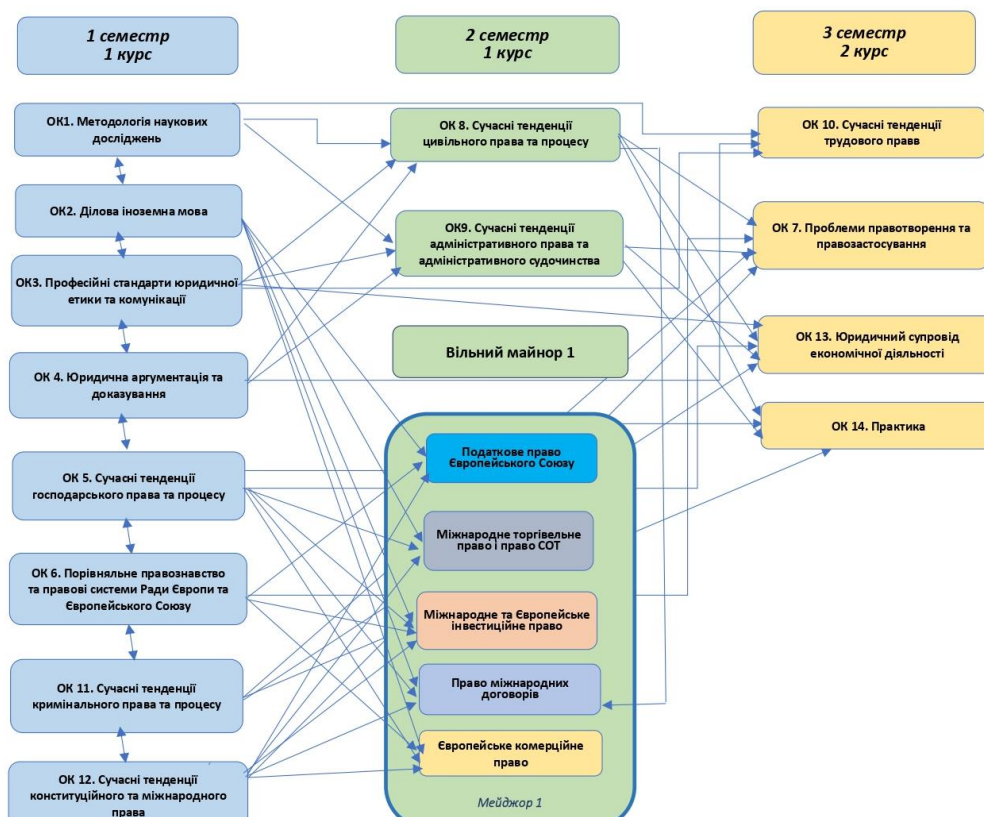 1 семестр
1 курс
2 семестр
1 курс
3 семестр
2 курс
ОК1. Методологія наукових
досліджень
ОК2. Ділова іноземна мова
ОК3. Професійні стандарти юридичної
етики та комунікації
ОК 4. Юридична аргументація та
доказування
ОК 5. Сучасні тенденції
господарського права та процесу
ОК 6. Порівняльне правознавство
та правові системи Ради Європи та
Європейського Союзу
ОК 11. Сучасні тенденції
кримінального права та процесу
ОК 12. Сучасні тенденції
конституційного та міжнародного
права
ОК 8. Сучасні тенденції
цивільного права та процесу
ОК9. Сучасні тенденції
адміністративного права та
адміністративного судочинства
Вільний майнор 1
Податкове право
Європейського Союзу
Міжнародне торгівельне
право і право СОТ
Міжнародне та Європейське
інвестиційне право
Право міжнародних
договорів
Європейське комерційне
право
Мейджор 1
ОК 10. Сучасні тенденції
трудового правв
ОК 7. Проблеми правотворення та
правозастосування
ОК 13. Юридичний супровід
економічної діяльності
ОК 14. Практика